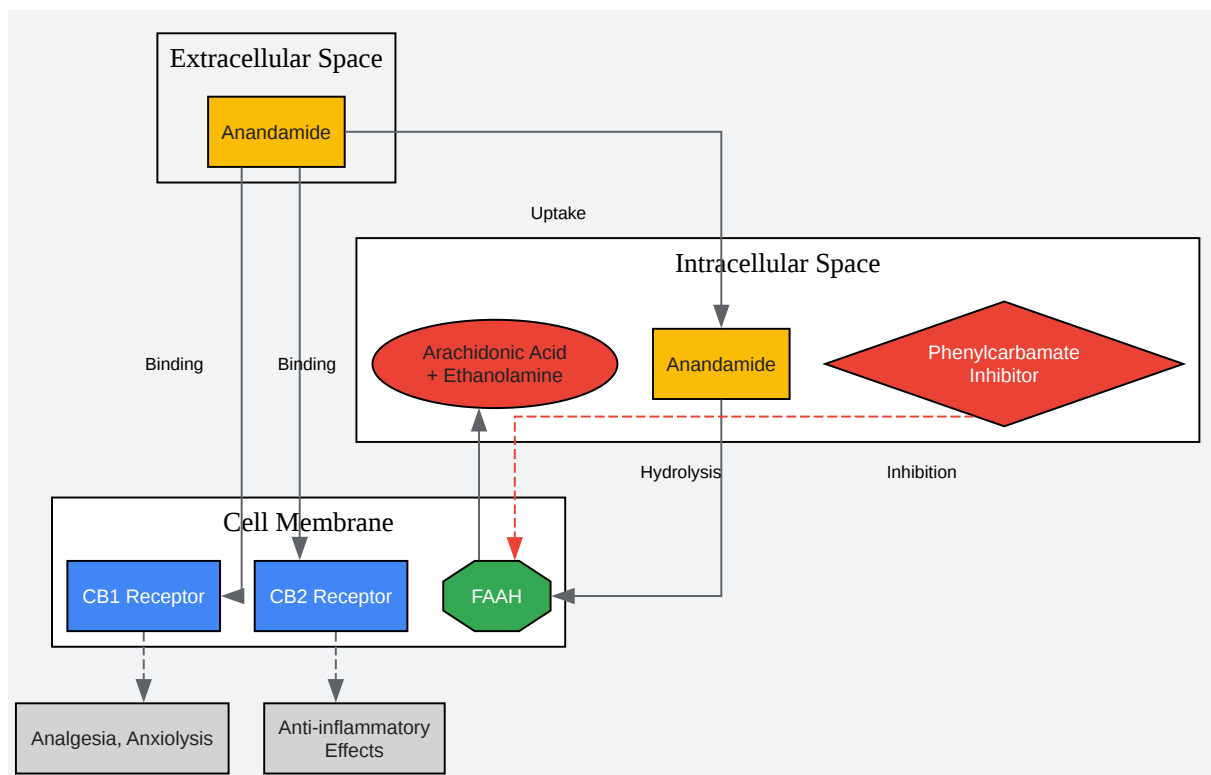 Extracellular Space
Anandamide
Uptake
Intracellular Space
Binding
Binding
Arachidonic Acid
+ Ethanolamine
Anandamide
Phenylcarbamate
Inhibitor
Hydrolysis
Inhibition
Cell Membrane
CB1 Receptor
CB2 Receptor
FAAH
Analgesia, Anxiolysis
Anti-inflammatory
Effects